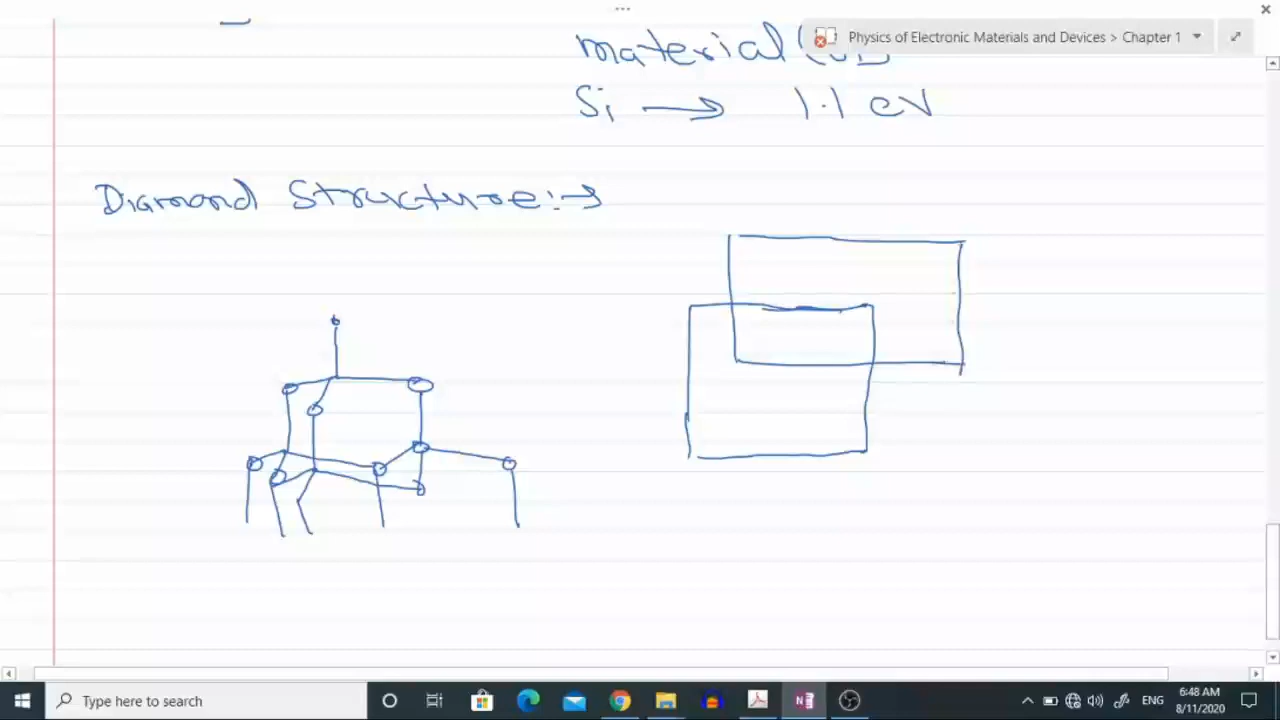 Physics of Electronic Materials and Devices > Chapter 1
material
Si → 1.1 eV
Diamond Structure:→
Type here to search
ENG
6:48 AM
8/11/2020